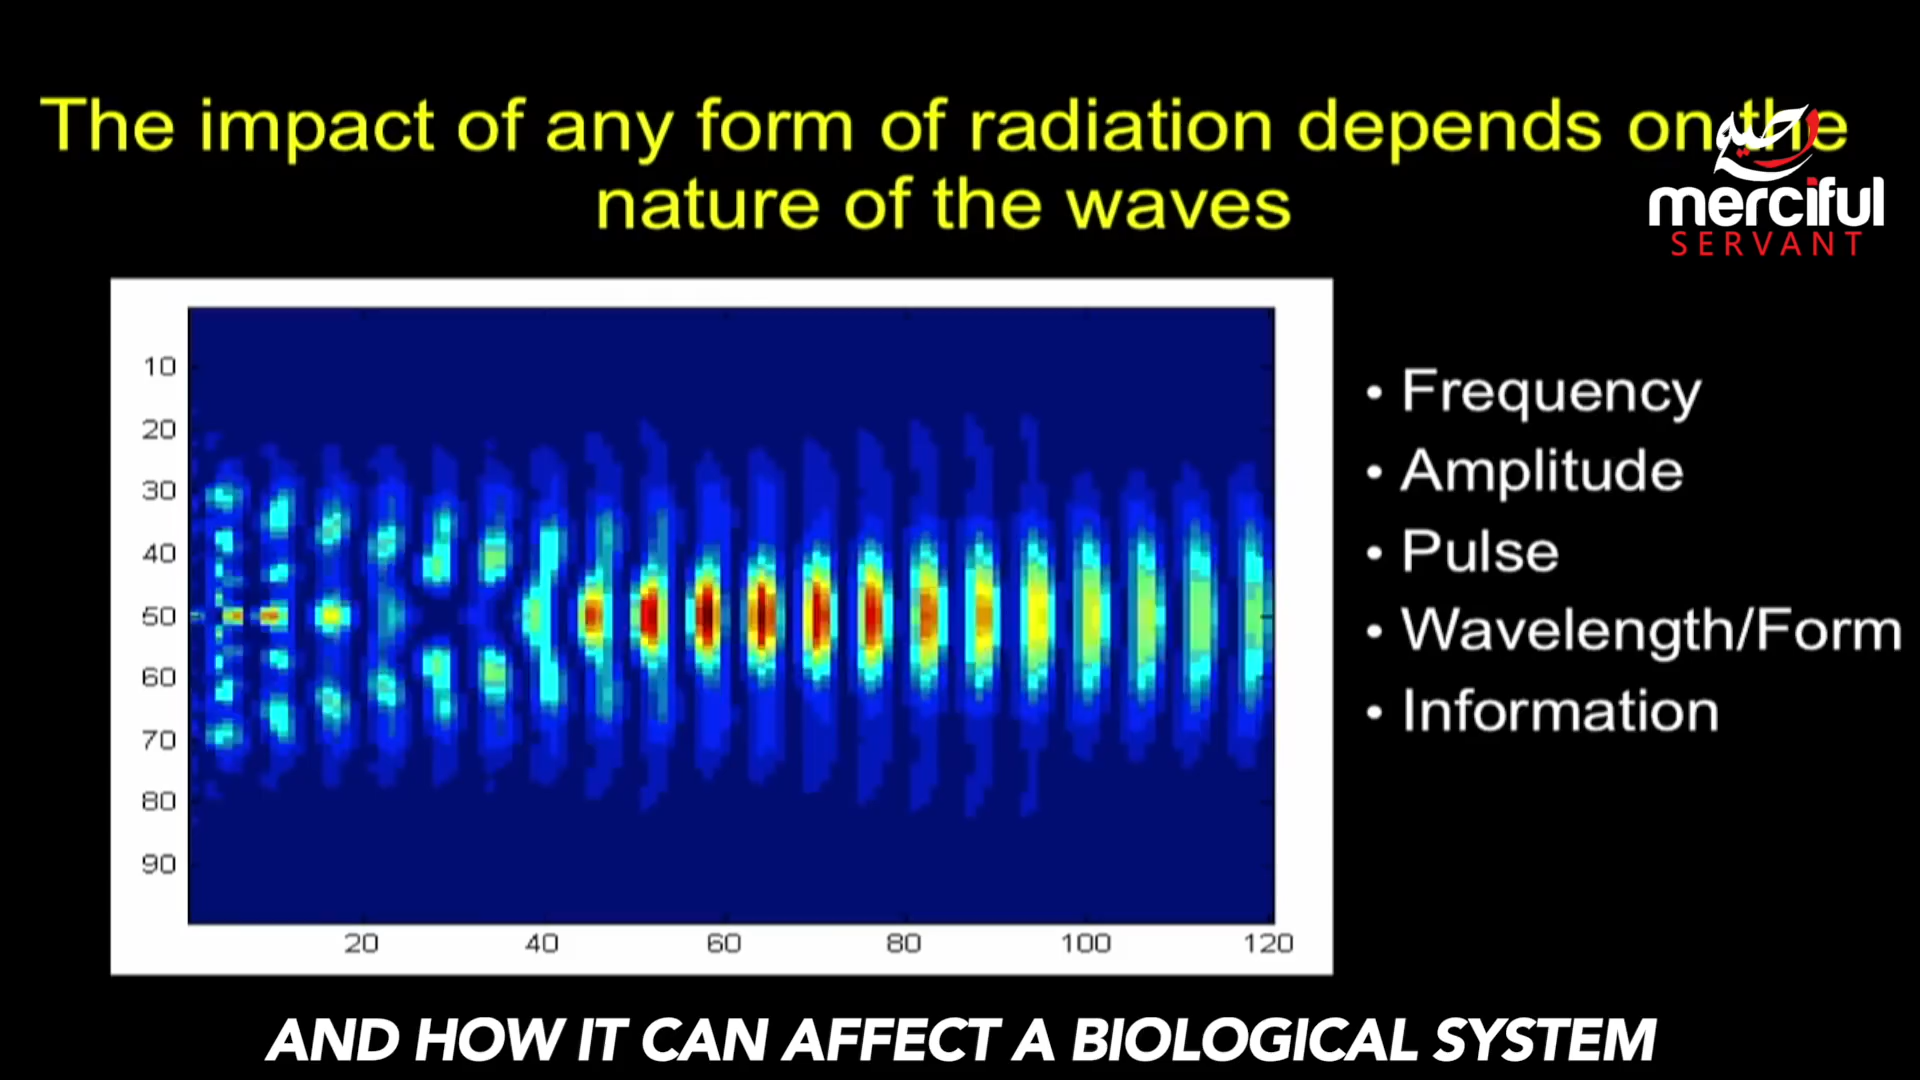 The impact of any form of radiation depends on the
nature of the waves
رحيم
merciful
SERVANT
10
20
30
40
50
60
70
80
90
20
40
60
80
100
120
• Frequency
• Amplitude
• Pulse
• Wavelength/Form
• Information
AND HOW IT CAN AFFECT A BIOLOGICAL SYSTEM